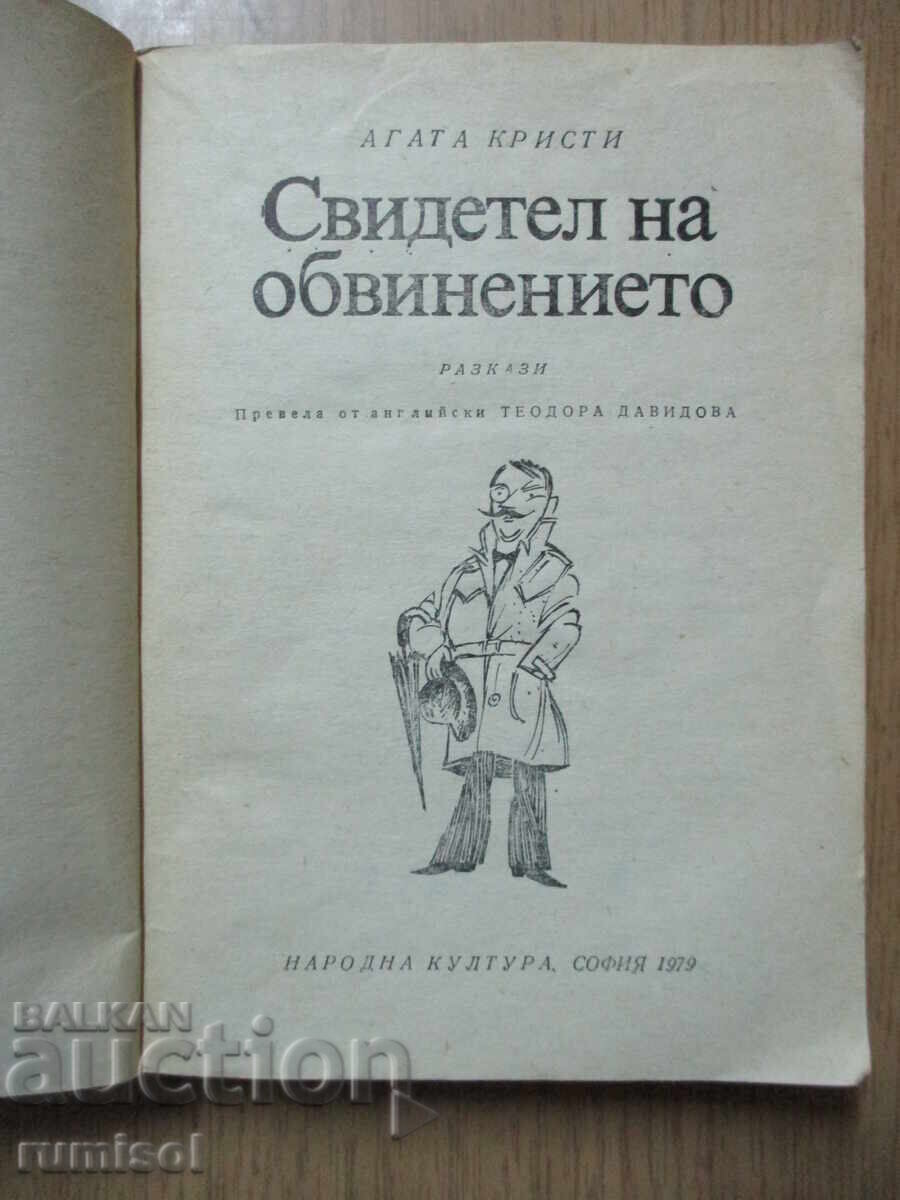 АГАТА КРИСТИ
Свидетел на
обвинението
РАЗКАЗИ
Превела от английски ТЕОДОРА ДАВИДОВА
НАРОДНА КУЛТУРА, СОФИЯ 1979
BALKAN
auction
rumisol